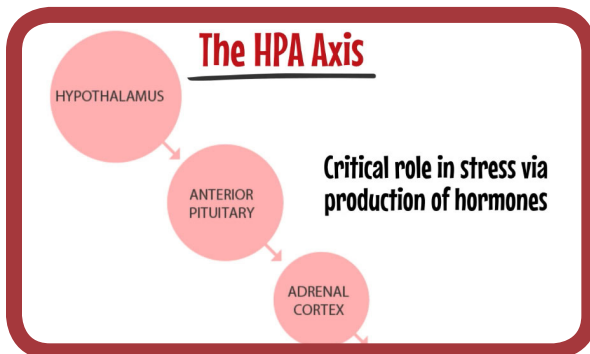 The HPA Axis
HYPOTHALAMUS
ANTERIOR
PITUITARY
Critical role in stress via
production of hormones
ADRENAL
CORTEX